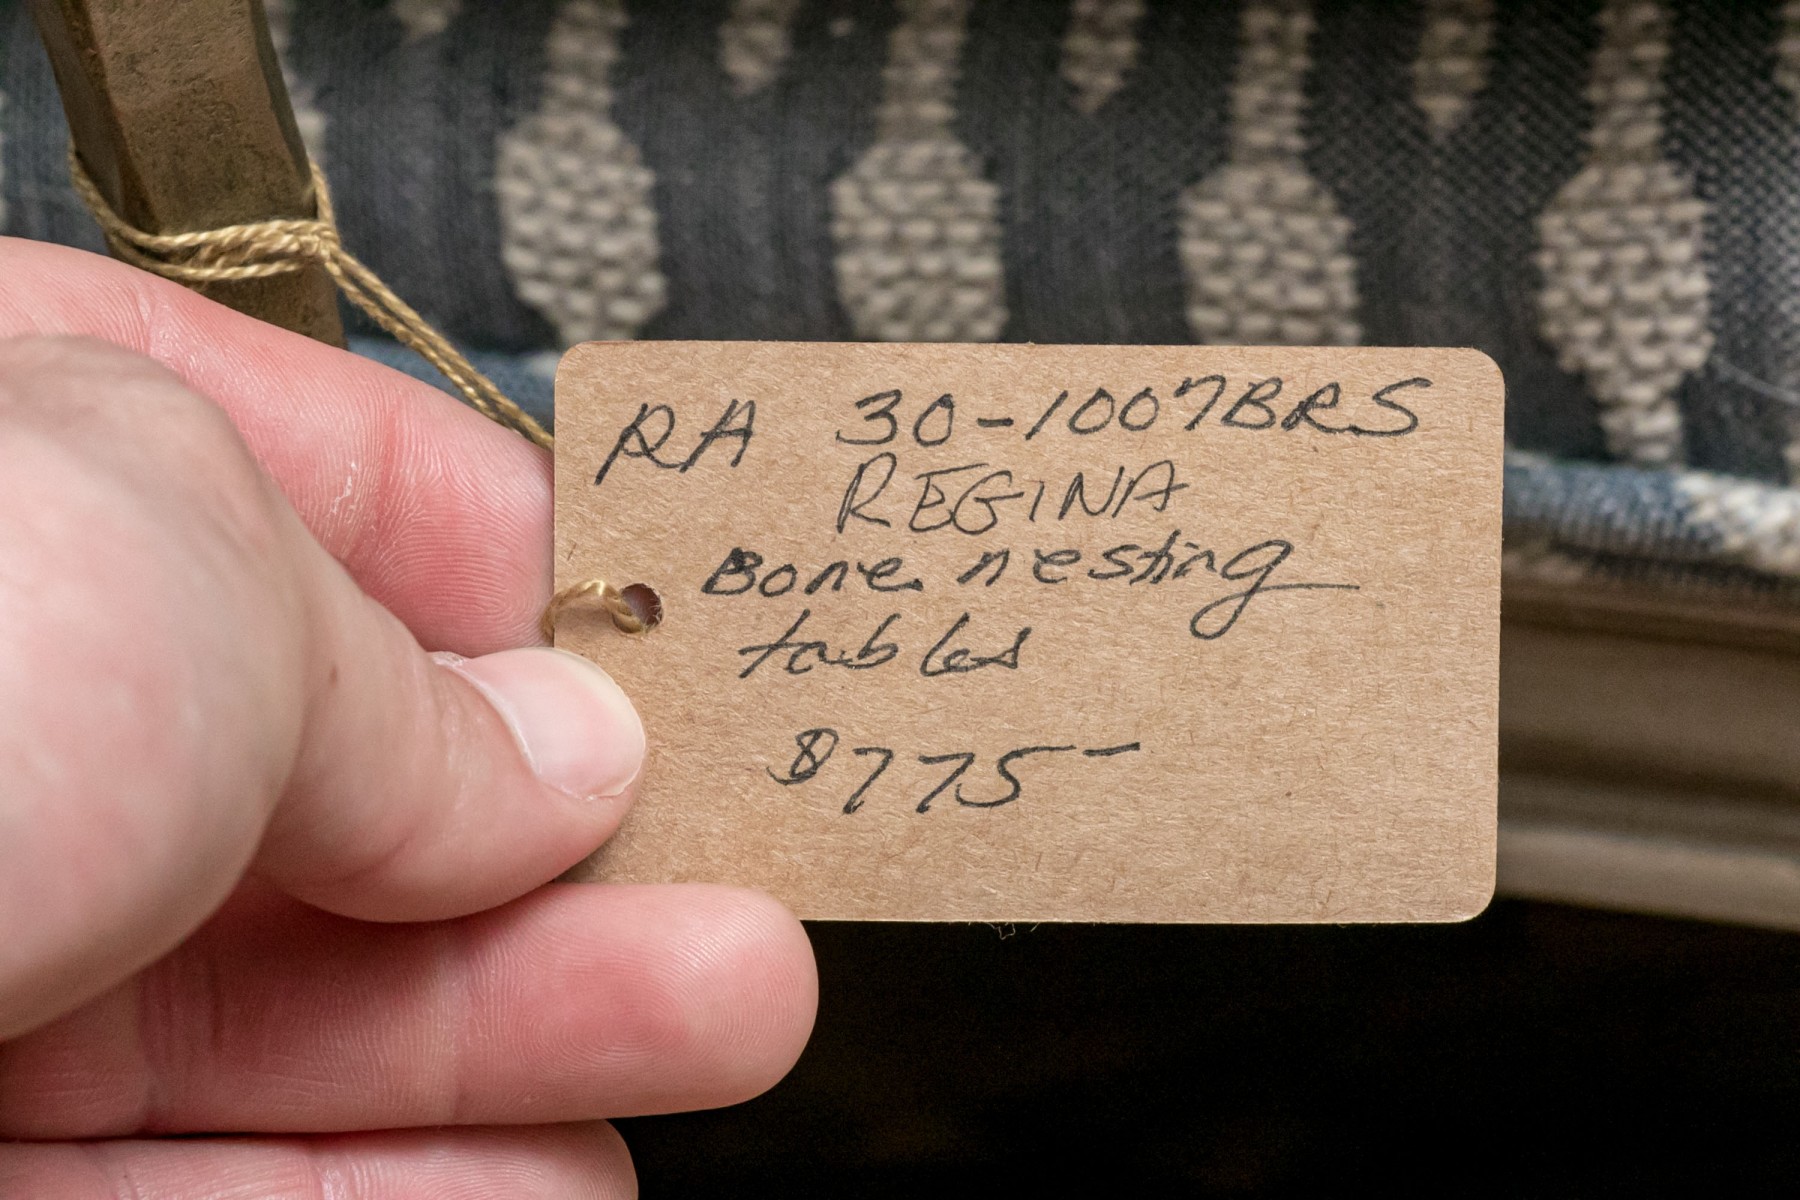 RA 30-1007BRS
REGINA
Bone nesting
tables
$775-